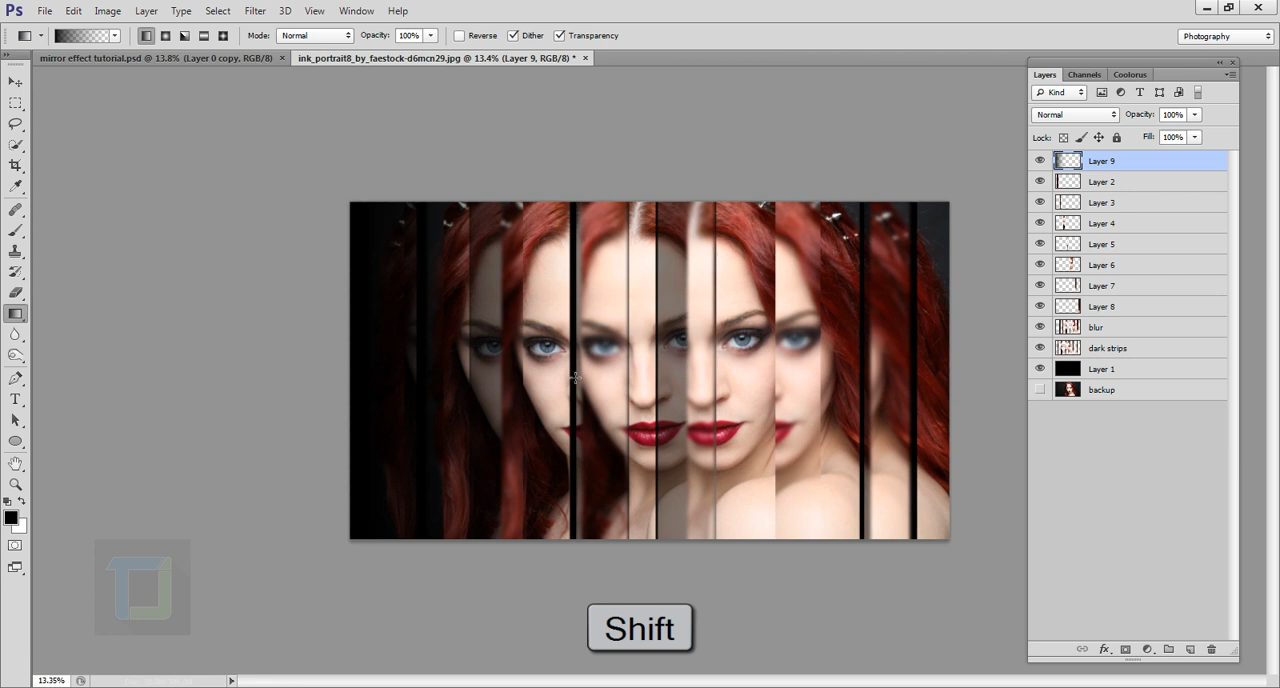 Ps File Edit Image Layer Type Select Filter 3D View Window Help
Mode: Normal Opacity: 100% Reverse Dither Transparency Photography
mirror effect tutorial.psd @ 13.8% (Layer 0 copy, RGB/8) × ink_portrait8_by_faestock-d6mcn29.jpg @ 13.4% (Layer 9, RGB/8) * ×
Layers Channels Coolorus
Kind
Normal Opacity: 100%
Lock: Fill: 100%
Layer 9
Layer 2
Layer 3
Layer 4
Layer 5
Layer 6
Layer 7
Layer 8
blur
dark strips
Layer 1
backup
Shift
13.35%